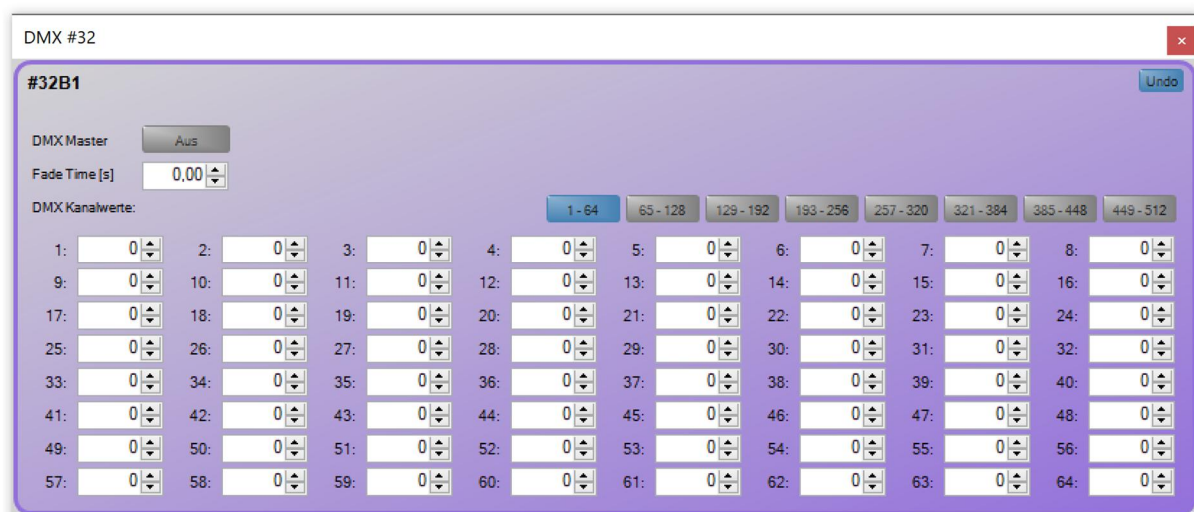 DMX #32
×
#32B1
Undo
DMX Master Aus
Fade Time [s] 0,00
DMX Kanalwerte: 1 - 64 65 - 128 129 - 192 193 - 256 257 - 320 321 - 384 385 - 448 449 - 512
1: 0 2: 0 3: 0 4: 0 5: 0 6: 0 7: 0 8: 0
9: 0 10: 0 11: 0 12: 0 13: 0 14: 0 15: 0 16: 0
17: 0 18: 0 19: 0 20: 0 21: 0 22: 0 23: 0 24: 0
25: 0 26: 0 27: 0 28: 0 29: 0 30: 0 31: 0 32: 0
33: 0 34: 0 35: 0 36: 0 37: 0 38: 0 39: 0 40: 0
41: 0 42: 0 43: 0 44: 0 45: 0 46: 0 47: 0 48: 0
49: 0 50: 0 51: 0 52: 0 53: 0 54: 0 55: 0 56: 0
57: 0 58: 0 59: 0 60: 0 61: 0 62: 0 63: 0 64: 0